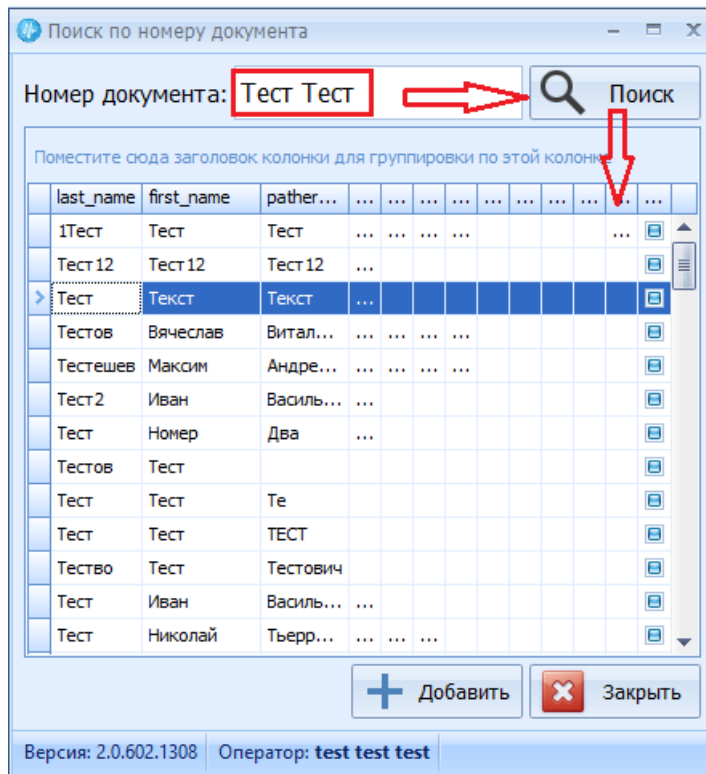 Поиск по номеру документа
Номер документа: Тест Тест Поиск
Поместите сюда заголовок колонки для группировки по этой колонке
last_name first_name pather... ... ... ... ... ... ... ... ... ... ...
1Тест Тест Тест ... ... ... ... ...
Тест12 Тест12 Тест12 ...
Тест Текст Текст ...
Тестов Вячеслав Витал... ... ... ... ...
Тестешев Максим Андре... ... ... ... ...
Тест2 Иван Василь... ...
Тест Номер Два ...
Тестов Тест
Тест Тест Те
Тест Тест ТЕСТ
Тество Тест Тестович
Тест Иван Василь... ...
Тест Николай Тьерр... ... ... ...
Добавить Закрыть
Версия: 2.0.602.1308 Оператор: test test test